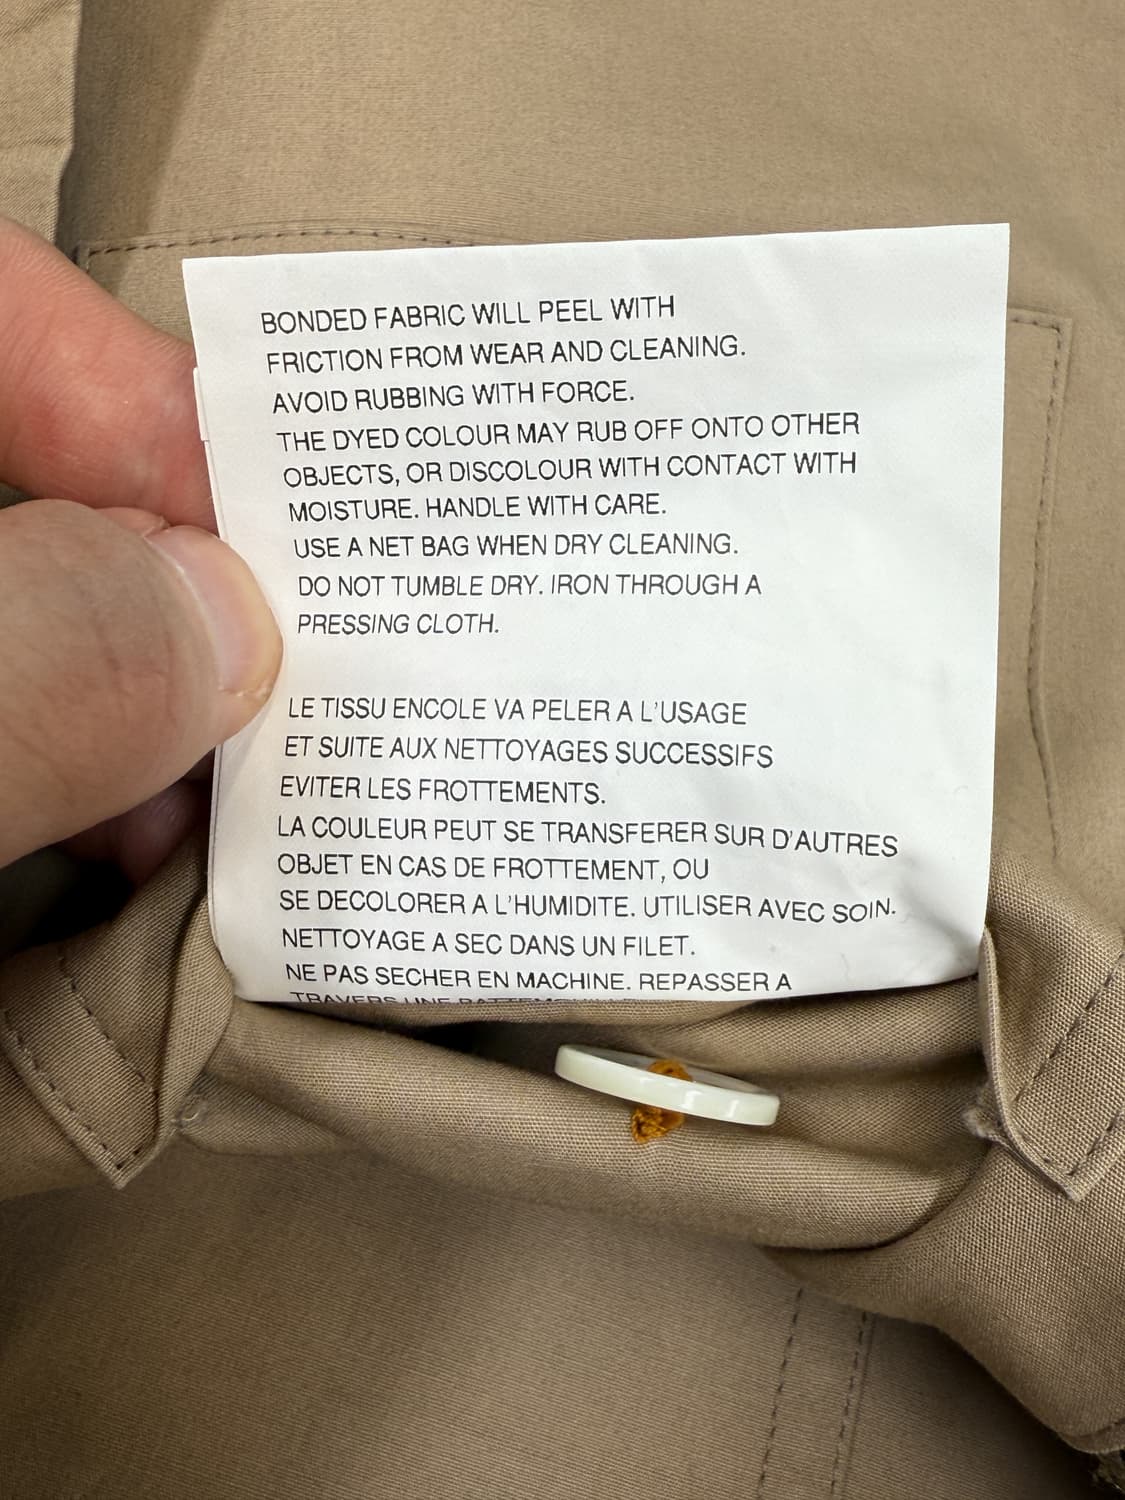 BONDED FABRIC WILL PEEL WITH
FRICTION FROM WEAR AND CLEANING.
AVOID RUBBING WITH FORCE.
THE DYED COLOUR MAY RUB OFF ONTO OTHER
OBJECTS, OR DISCOLOUR WITH CONTACT WITH
MOISTURE. HANDLE WITH CARE.
USE A NET BAG WHEN DRY CLEANING.
DO NOT TUMBLE DRY. IRON THROUGH A
PRESSING CLOTH.
LE TISSU ENCOLE VA PELER A L'USAGE
ET SUITE AUX NETTOYAGES SUCCESSIFS
EVITER LES FROTTEMENTS.
LA COULEUR PEUT SE TRANSFERER SUR D'AUTRES
OBJET EN CAS DE FROTTEMENT, OU
SE DECOLORER A L'HUMIDITE. UTILISER AVEC SOIN.
NETTOYAGE A SEC DANS UN FILET.
NE PAS SECHER EN MACHINE. REPASSER A
TRAVERS UNE